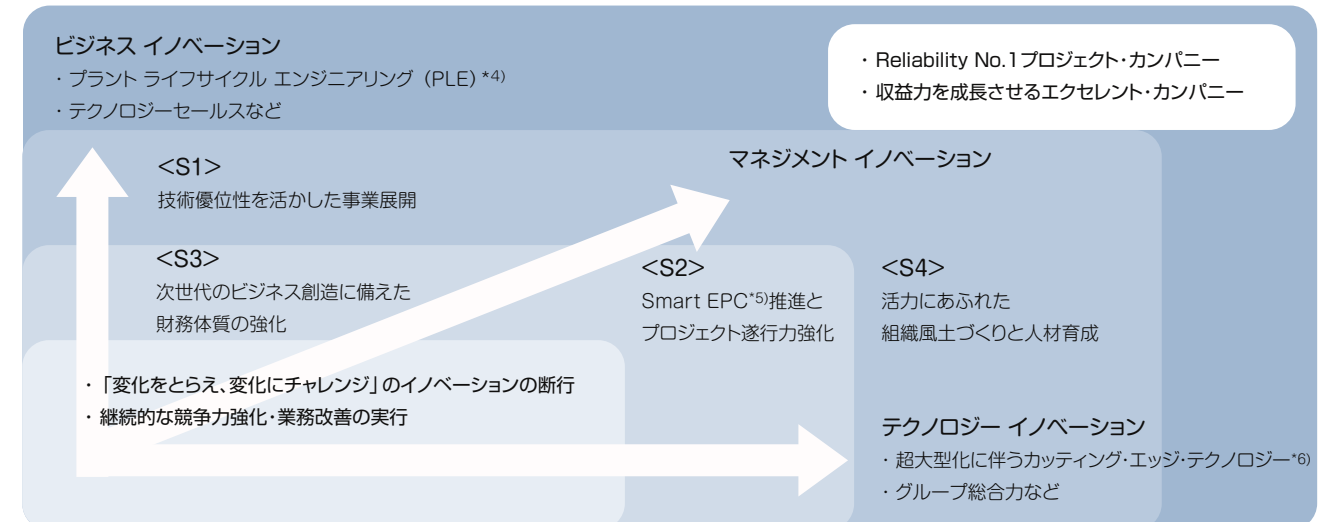 ビジネス イノベーション
・ プラント ライフサイクル エンジニアリング（PLE）*4)
・ テクノロジーセールスなど
・ Reliability No.1プロジェクト・カンパニー
・ 収益力を成長させるエクセレント・カンパニー
<S1>
技術優位性を活かした事業展開
マネジメント イノベーション
<S3>
次世代のビジネス創造に備えた
財務体質の強化
<S2>
Smart EPC*5)推進と
プロジェクト遂行力強化
<S4>
活力にあふれた
組織風土づくりと人材育成
・ 「変化をとらえ、変化にチャレンジ」のイノベーションの断行
・ 継続的な競争力強化・業務改善の実行
テクノロジー イノベーション
・ 超大型化に伴うカッティング・エッジ・テクノロジー*6)
・ グループ総合力など